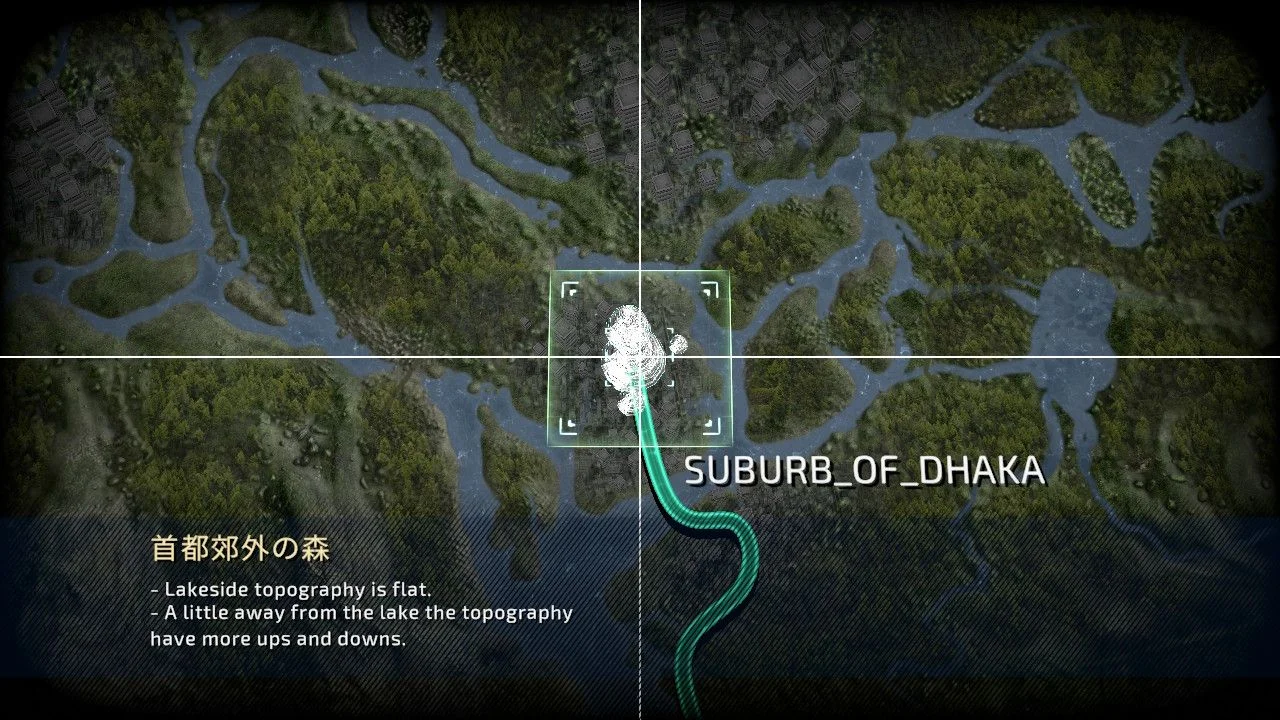 SUBURB_OF_DHAKA
首都郊外の森
- Lakeside topography is flat.
- A little away from the lake the topography
have more ups and downs.